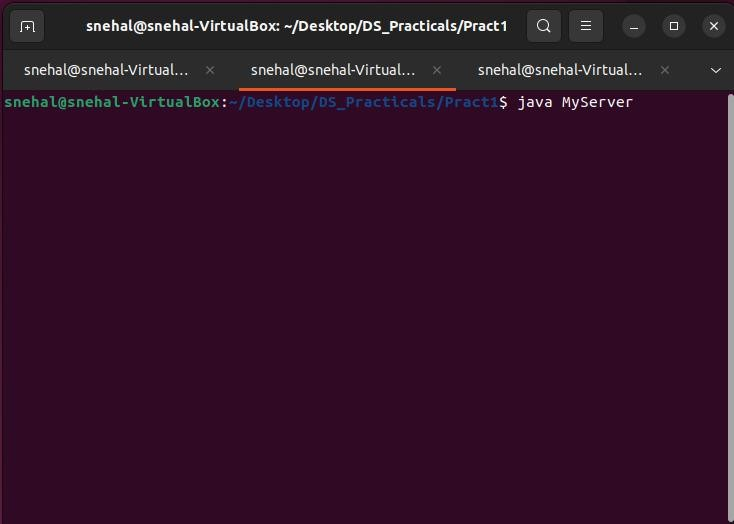 snehal@snehal-VirtualBox: ~/Desktop/DS_Practicals/Pract1
snehal@snehal-Virtual... snehal@snehal-Virtual... snehal@snehal-Virtual...
snehal@snehal-VirtualBox:~/Desktop/DS_Practicals/Pract1$ java MyServer